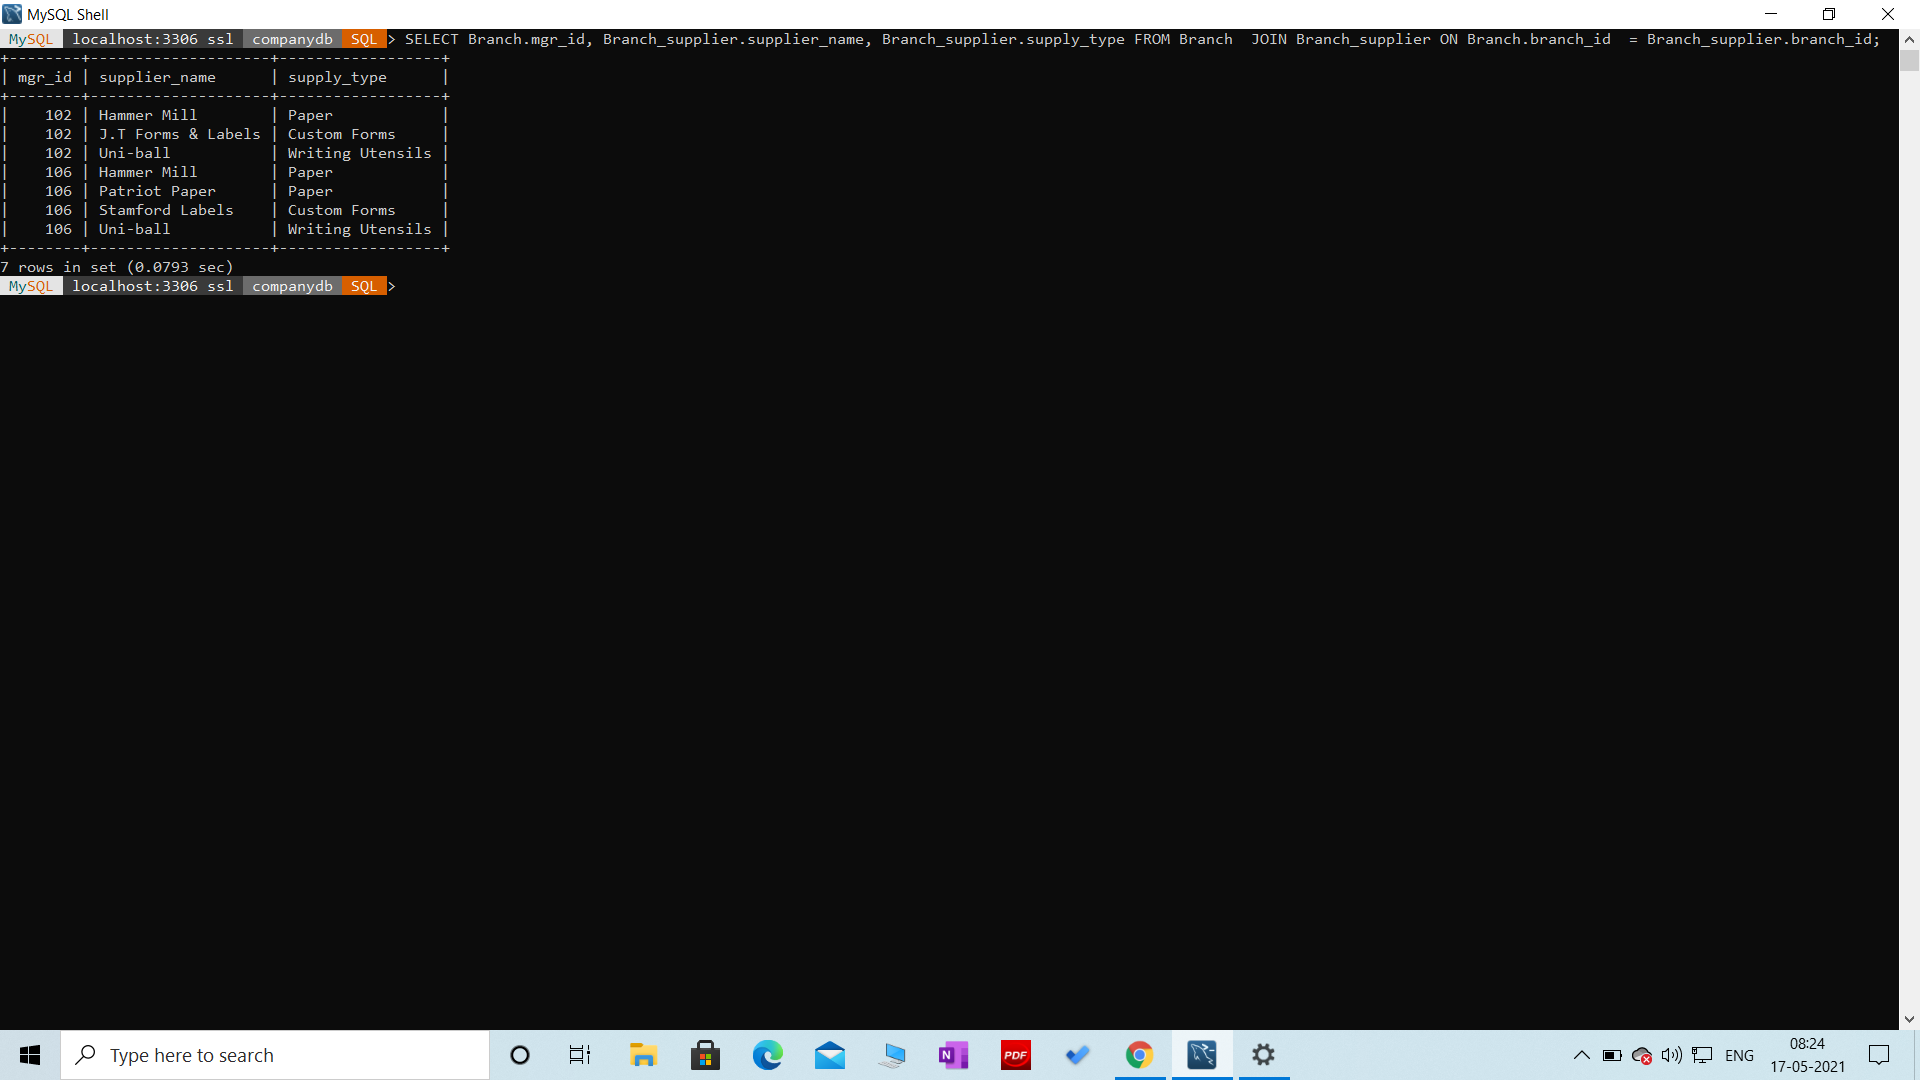 MySQL Shell
MySQL localhost:3306 ssl companydb SQL > SELECT Branch.mgr_id, Branch_supplier.supplier_name, Branch_supplier.supply_type FROM Branch  JOIN Branch_supplier ON Branch.branch_id  = Branch_supplier.branch_id;
+--------+--------------------+------------------+
| mgr_id | supplier_name      | supply_type      |
+--------+--------------------+------------------+
|    102 | Hammer Mill        | Paper            |
|    102 | J.T Forms & Labels | Custom Forms     |
|    102 | Uni-ball           | Writing Utensils |
|    106 | Hammer Mill        | Paper            |
|    106 | Patriot Paper      | Paper            |
|    106 | Stamford Labels    | Custom Forms     |
|    106 | Uni-ball           | Writing Utensils |
+--------+--------------------+------------------+
7 rows in set (0.0793 sec)
MySQL localhost:3306 ssl companydb SQL >
Type here to search
N
PDF
ENG
08:24
17-05-2021